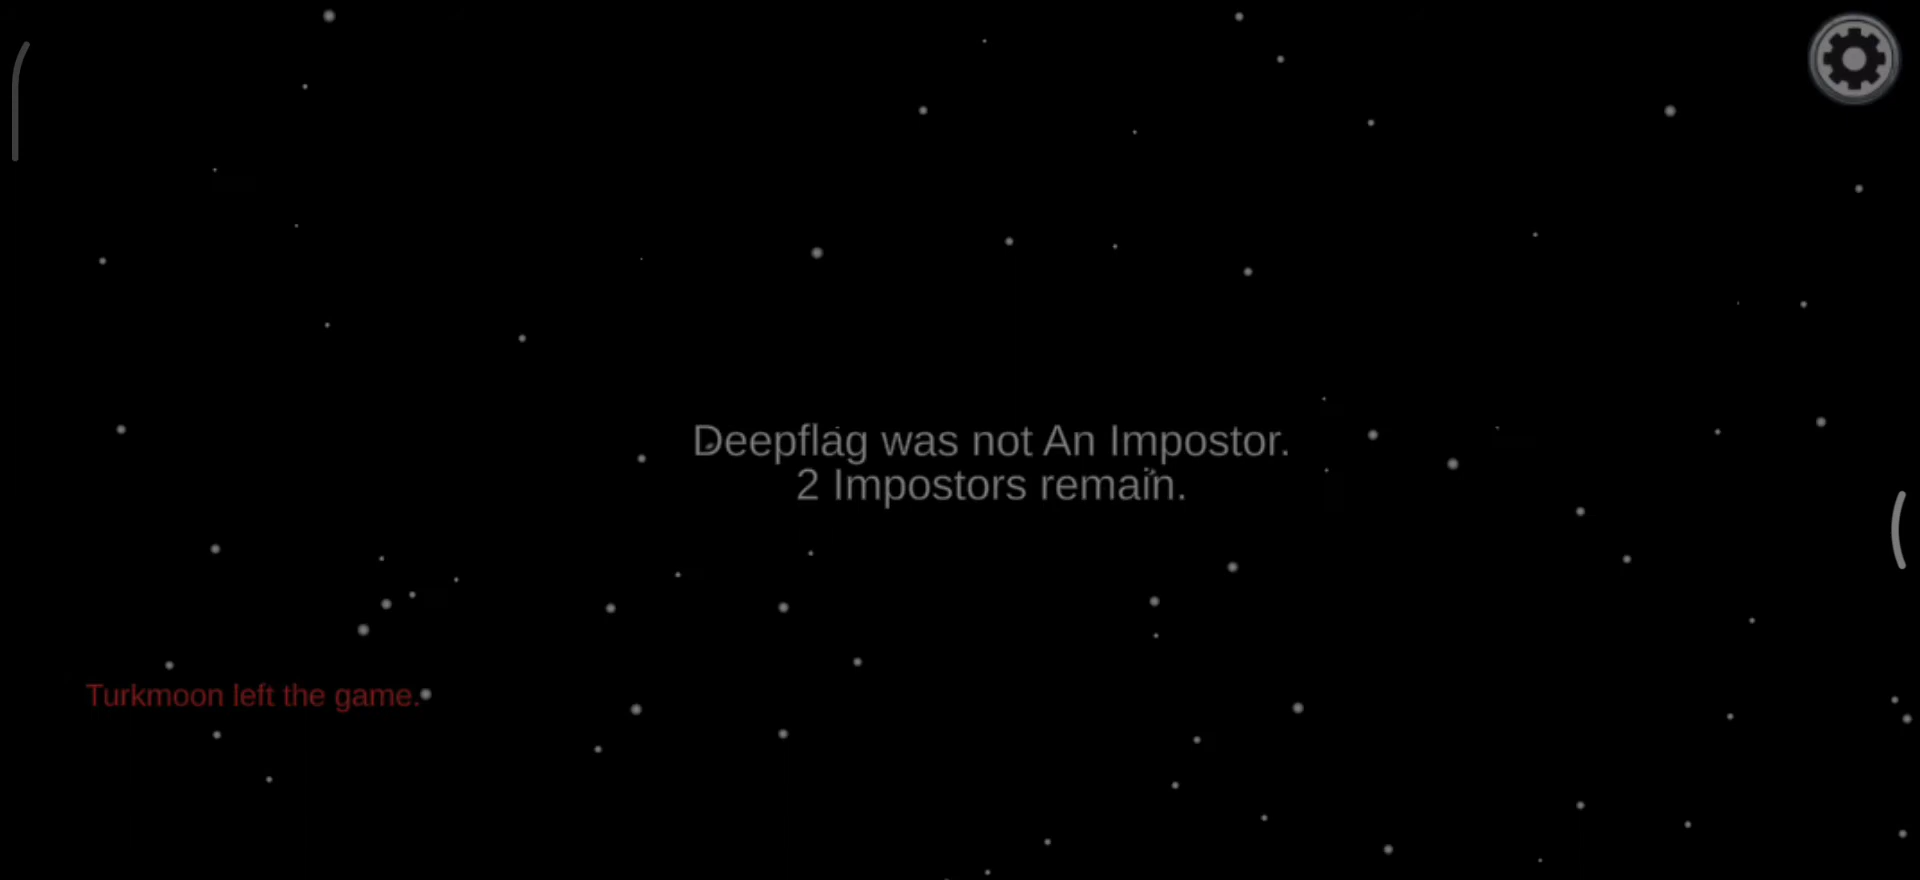 Deepflag was not An Impostor.
2 Impostors remain.
Turkmoon left the game.